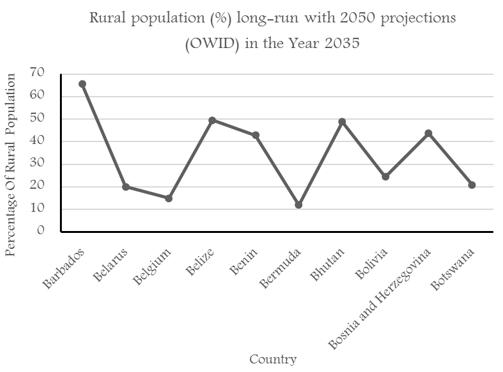 Rural population (%) long-run with 2050 projections
(OWID) in the Year 2035
Percentage Of Rural Population
70
60
50
40
30
20
10
0
Barbados
Belarus
Belgium
Belize
Benin
Bermuda
Bhutan
Bolivia
Bosnia and Herzegovina
Botswana
Country